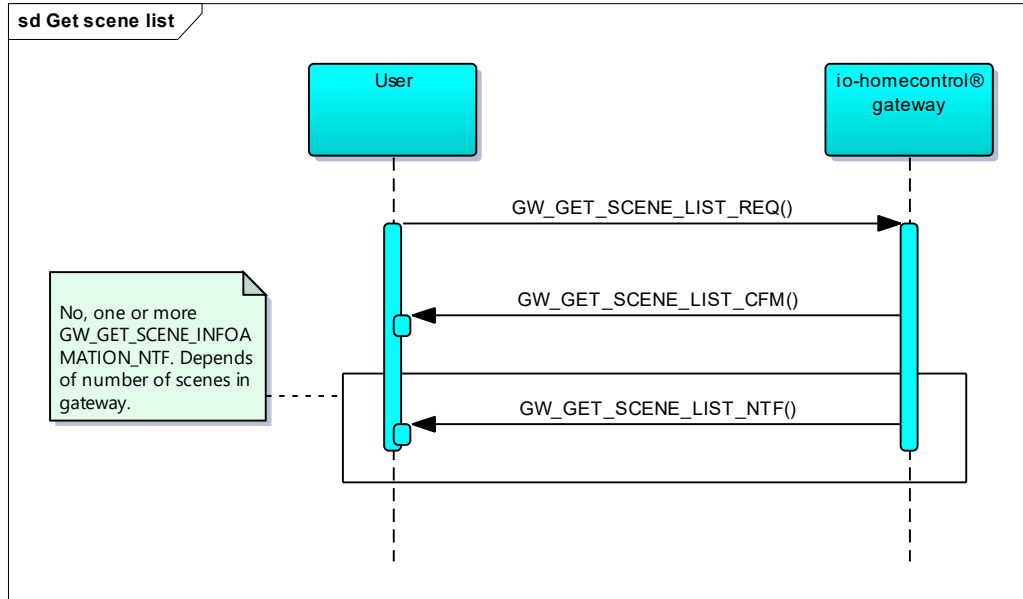 sd Get scene list
User
io-homecontrol®
gateway
GW_GET_SCENE_LIST_REQ()
GW_GET_SCENE_LIST_CFM()
No, one or more
GW_GET_SCENE_INFOA
MATION_NTF. Depends
of number of scenes in
gateway.
GW_GET_SCENE_LIST_NTF()